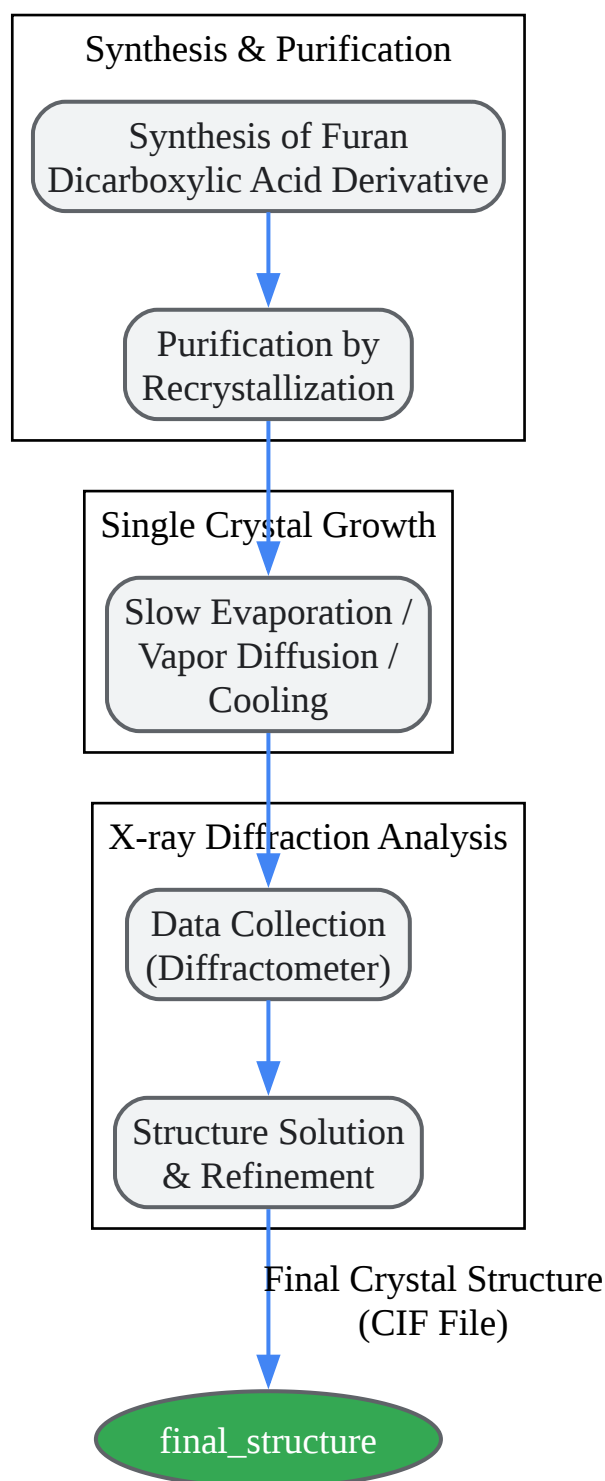 Synthesis & Purification
Synthesis of Furan
Dicarboxylic Acid Derivative
Purification by
Recrystallization
Single Crystal Growth
Slow Evaporation /
Vapor Diffusion /
Cooling
X-ray Diffraction Analysis
Data Collection
(Diffractometer)
Structure Solution
& Refinement
Final Crystal Structure
(CIF File)
final_structure